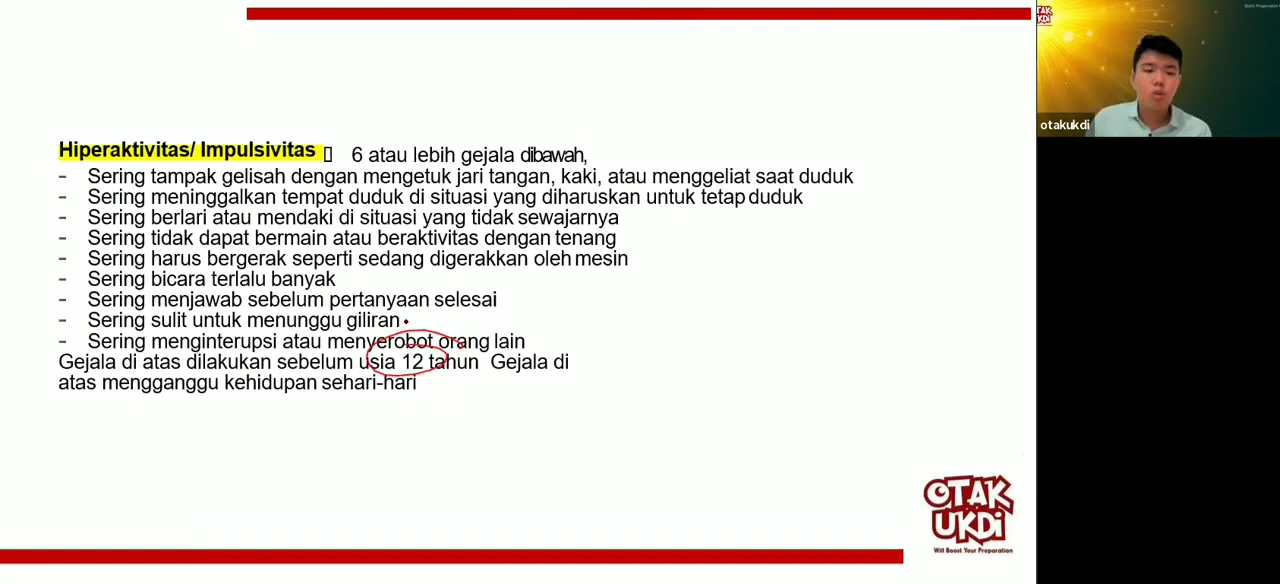 Hiperaktivitas/ Impulsivitas 6 atau lebih gejala dibawah,
- Sering tampak gelisah dengan mengetuk jari tangan, kaki, atau menggeliat saat duduk
- Sering meninggalkan tempat duduk di situasi yang diharuskan untuk tetap duduk
- Sering berlari atau mendaki di situasi yang tidak sewajarnya
- Sering tidak dapat bermain atau beraktivitas dengan tenang
- Sering harus bergerak seperti sedang digerakkan oleh mesin
- Sering bicara terlalu banyak
- Sering menjawab sebelum pertanyaan selesai
- Sering sulit untuk menunggu giliran
- Sering menginterupsi atau menyerobot orang lain
Gejala di atas dilakukan sebelum usia 12 tahun Gejala di
atas mengganggu kehidupan sehari-hari
otakukdi
OTAK
UKDi
Will Boost Your Preparation